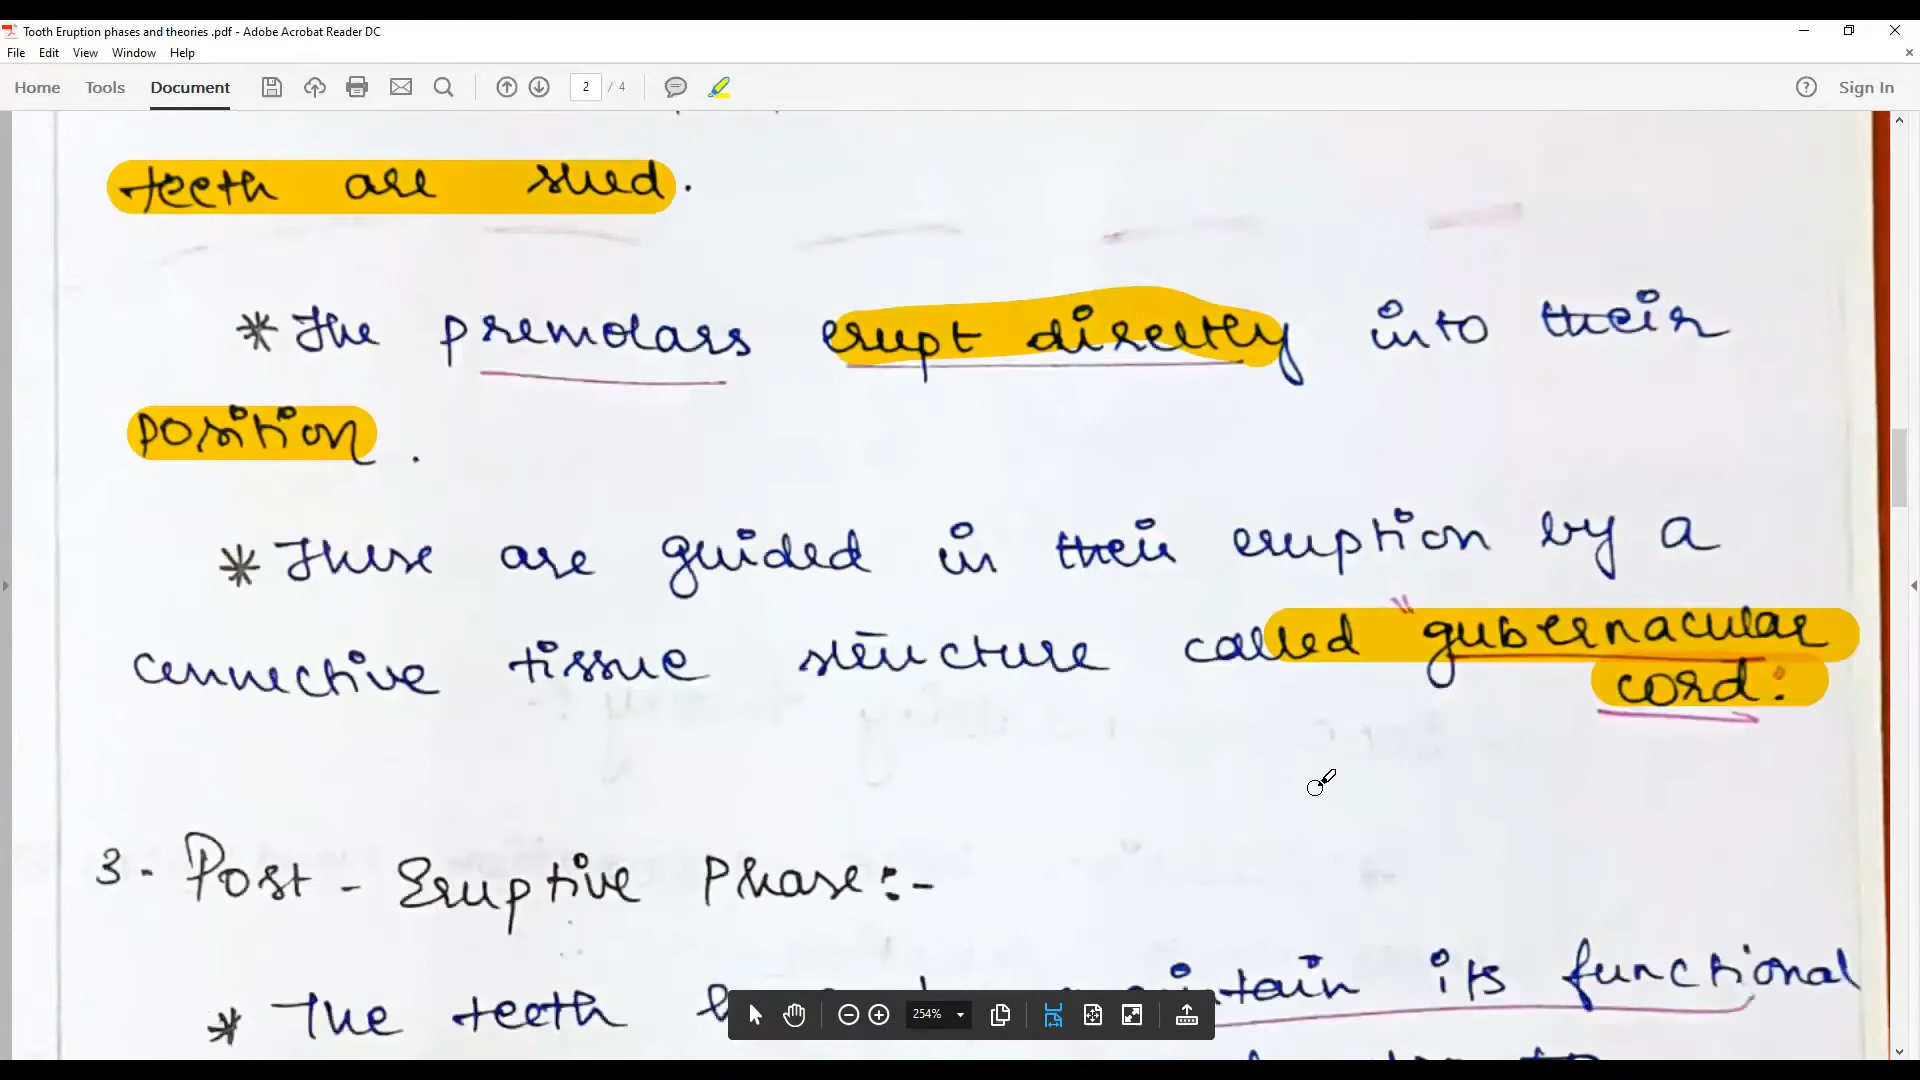 Tooth Eruption phases and theories .pdf - Adobe Acrobat Reader DC
File Edit View Window Help
Home Tools Document 2 / 4 Sign In
teeth are shed.
* The premolars erupt directly into their
position.
* These are guided in their eruption by a
connective tissue structure called "gubernacular
cord.
3. Post - Eruptive Phase:-
* The teeth its functional
254%